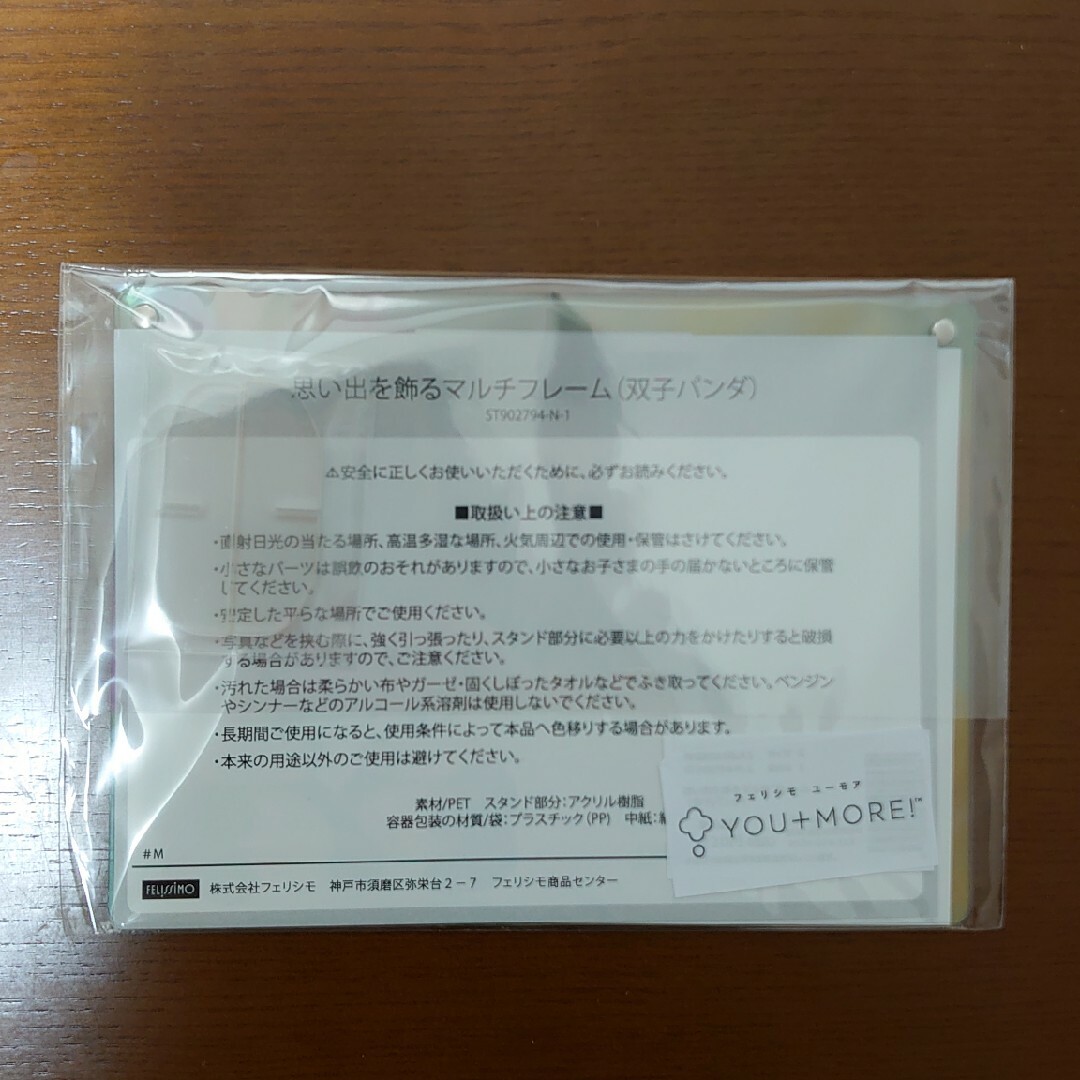 思い出を飾るマルチフレーム(双子パンダ)
ST902794-N-1
⚠安全に正しくお使いいただくために、必ずお読みください。
■取扱い上の注意■
・直射日光の当たる場所、高温多湿な場所、火気周辺での使用・保管はさけてください。
・小さなパーツは誤飲のおそれがありますので、小さなお子さまの手の届かないところに保管
してください。
・安定した平らな場所でご使用ください。
・写真などを挟む際に、強く引っ張ったり、スタンド部分に必要以上の力をかけたりすると破損
する場合がありますので、ご注意ください。
・汚れた場合は柔らかい布やガーゼ・固くしぼったタオルなどでふき取ってください。ベンジン
やシンナーなどのアルコール系溶剤は使用しないでください。
・長期間ご使用になると、使用条件によって本品へ色移りする場合があります。
・本来の用途以外のご使用は避けてください。
素材/PET スタンド部分:アクリル樹脂
容器包装の材質/袋:プラスチック(PP) 中紙:
#M
FELISSIMO 株式会社フェリシモ 神戸市須磨区弥栄台2-7 フェリシモ商品センター
フェリシモ ユーモア
YOU+MORE!™